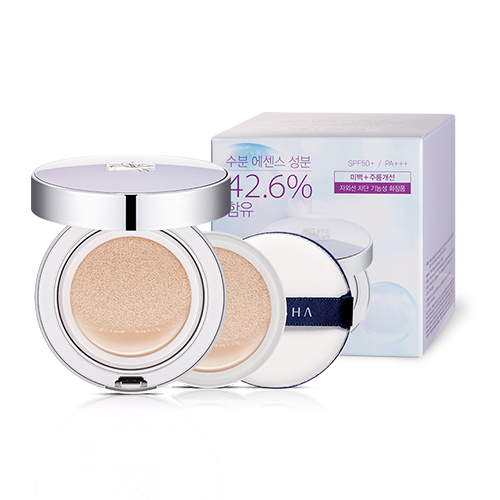 수분 에센스 성분
42.6%
함유
SPF50+ / PA+++
미백+주름개선
자외선 차단 기능성 화장품
SHA